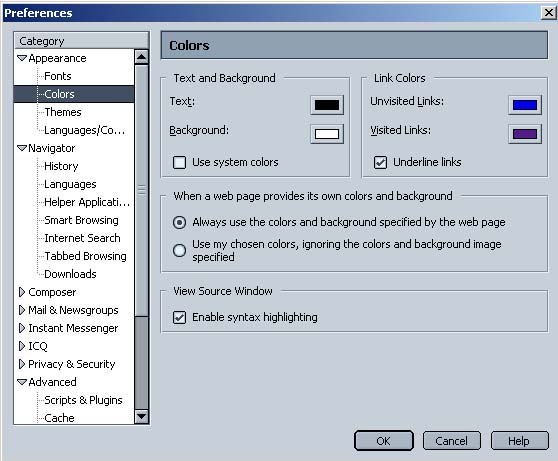 Preferences
Category
Appearance
Fonts
Colors
Themes
Languages/Co...
Navigator
History
Languages
Helper Applicati...
Smart Browsing
Internet Search
Tabbed Browsing
Downloads
Composer
Mail & Newsgroups
Instant Messenger
ICQ
Privacy & Security
Advanced
Scripts & Plugins
Cache
Colors
Text and Background
Text:
Background:
Use system colors
Link Colors
Unvisited Links:
Visited Links:
Underline links
When a web page provides its own colors and background
Always use the colors and background specified by the web page
Use my chosen colors, ignoring the colors and background image
specified
View Source Window
Enable syntax highlighting
OK
Cancel
Help